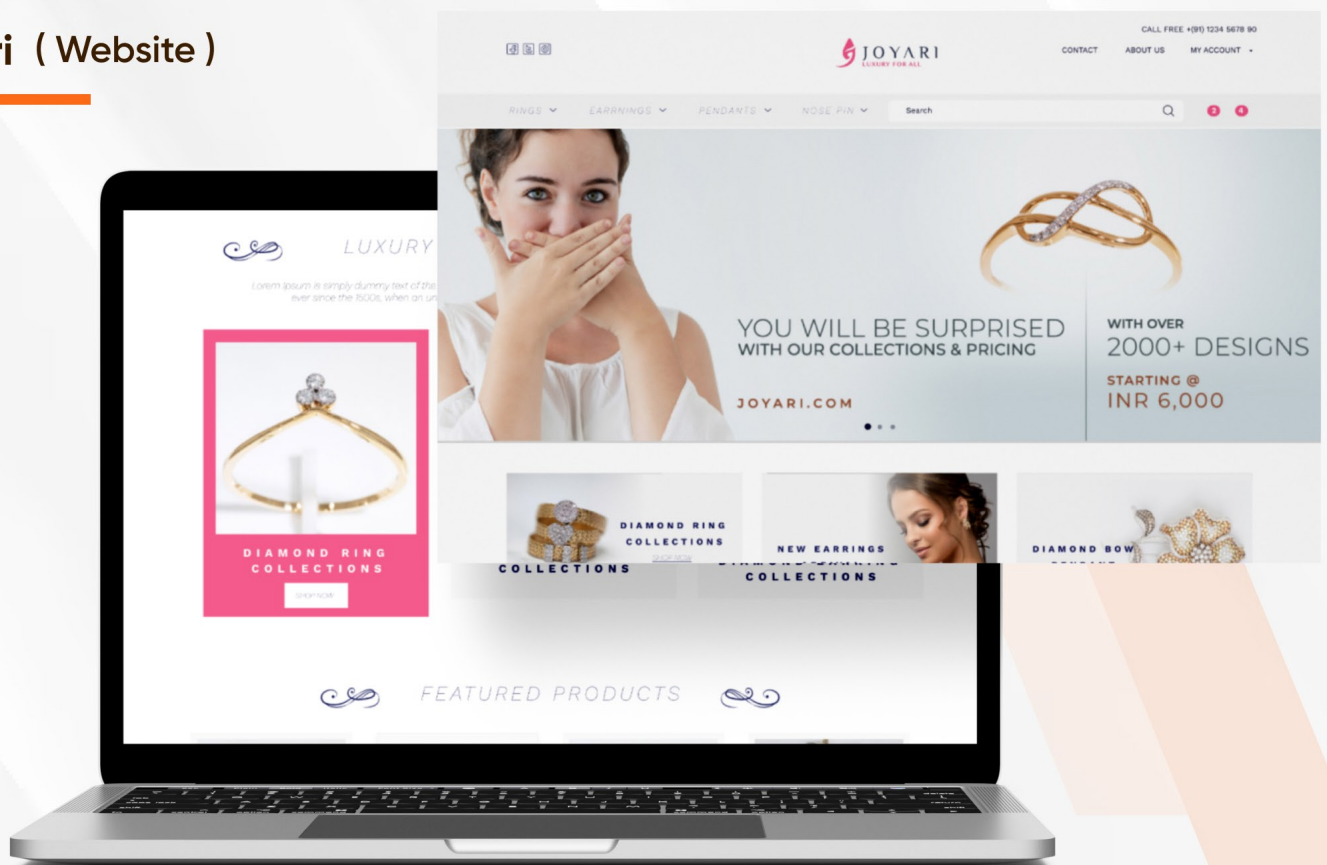 ri ( Website )
CALL FREE +(91) 1234 5678 90
JOYARI
LUXURY FOR ALL
CONTACT ABOUT US MY ACCOUNT
RINGS EARRNINGS PENDANTS NOSE PIN Search
2 4
YOU WILL BE SURPRISED
WITH OUR COLLECTIONS & PRICING
JOYARI.COM
WITH OVER
2000+ DESIGNS
STARTING @
INR 6,000
DIAMOND RING
COLLECTIONS
SHOP NOW
NEW EARRINGS
DIAMOND BOW
LUXURY
Lorem Ipsum is simply dummy text of the
ever since the 1500s, when an un
DIAMOND RING
COLLECTIONS
SHOP NOW
COLLECTIONS
COLLECTIONS
FEATURED PRODUCTS